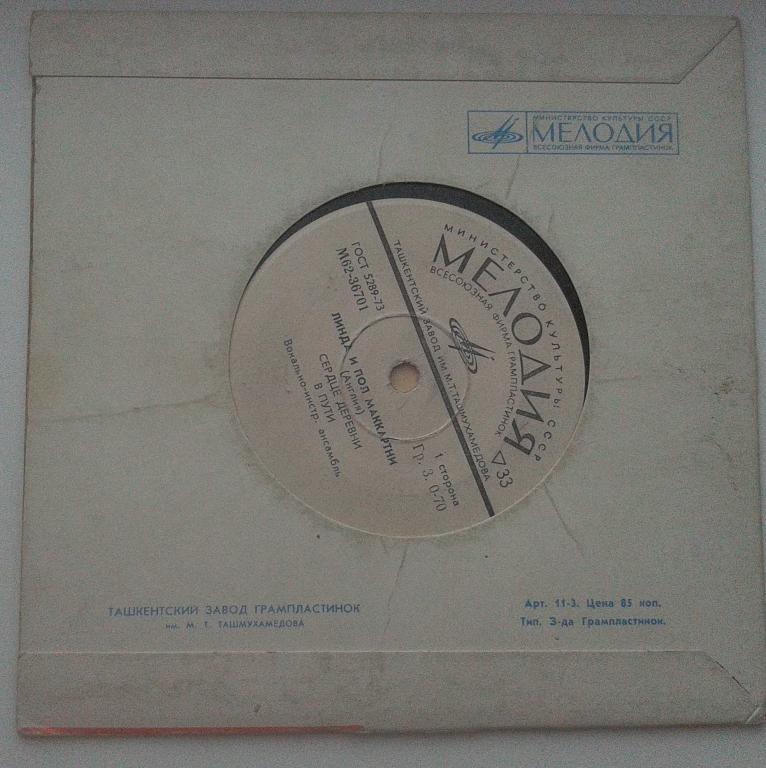 МИНИСТЕРСТВО КУЛЬТУРЫ СССР
МЕЛОДИЯ
ВСЕСОЮЗНАЯ ФИРМА ГРАМПЛАСТИНОК
МИНИСТЕРСТВО КУЛЬТУРЫ СССР
МЕЛОДИЯ
ВСЕСОЮЗНАЯ ФИРМА ГРАМПЛАСТИНОК
33
ТАШКЕНТСКИЙ ЗАВОД ИМ. М.Т.ТАШМУХАМЕДОВА
ГОСТ 5289-73
М62-36701
1 сторона
Гр. 3. 0-70
ЛИНДА И ПОЛ МАККАРТНИ
(Англия)
СЕРДЦЕ ДЕРЕВНИ
В ПУТИ
Вокально-инстр. ансамбль
ТАШКЕНТСКИЙ ЗАВОД ГРАМПЛАСТИНОК
им. М. Т. ТАШМУХАМЕДОВА
Арт. 11-3. Цена 85 коп.
Тип. З-да Грампластинок.